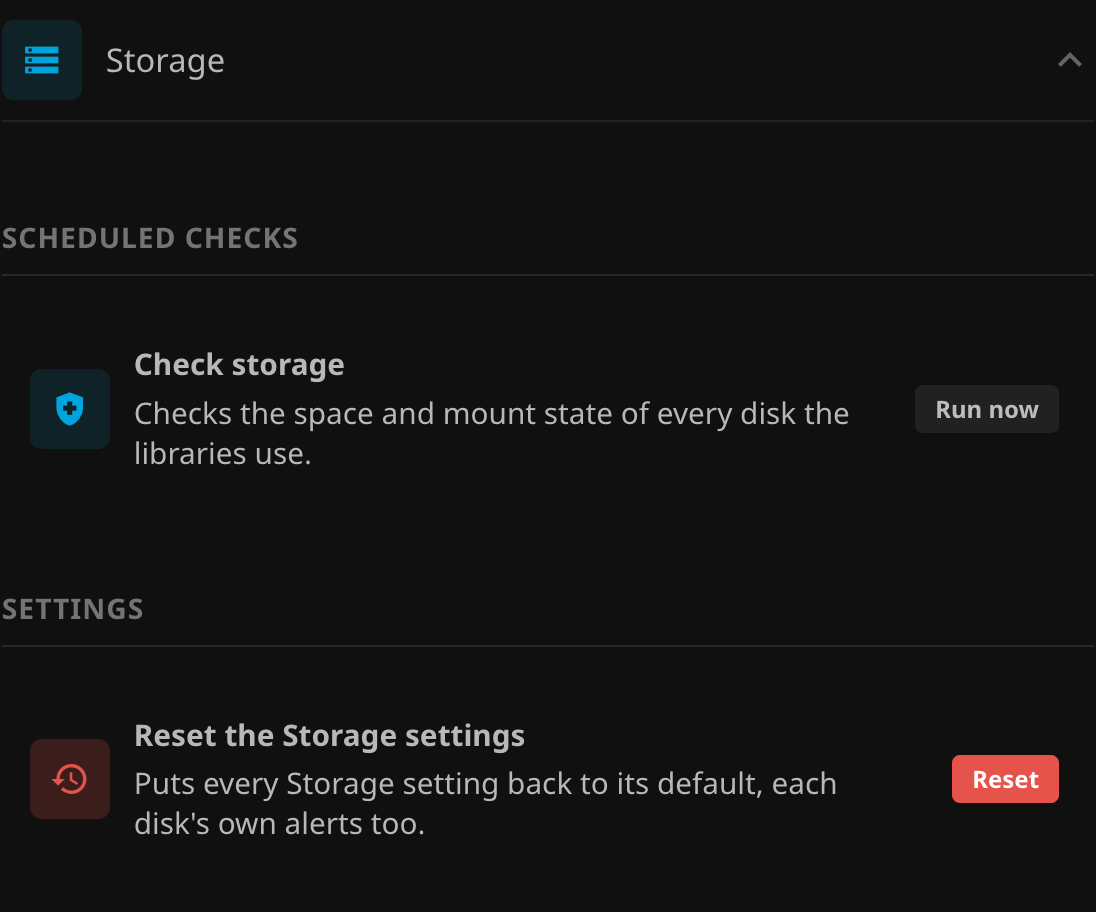 Storage
SCHEDULED CHECKS
Check storage
Checks the space and mount state of every disk the
libraries use.
Run now
SETTINGS
Reset the Storage settings
Puts every Storage setting back to its default, each
disk's own alerts too.
Reset